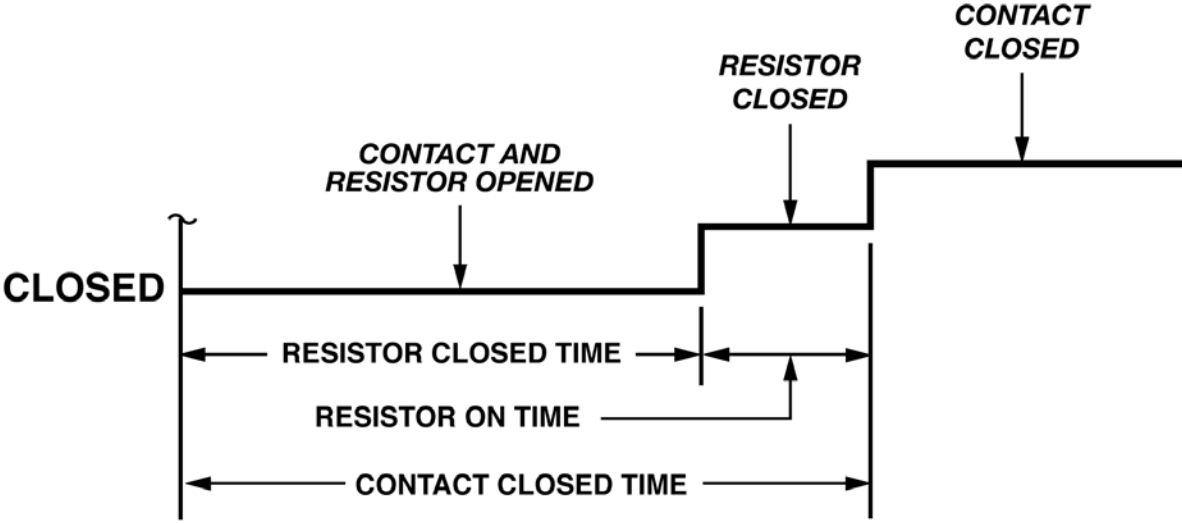 CONTACT
CLOSED
RESISTOR
CLOSED
CONTACT AND
RESISTOR OPENED
CLOSED
RESISTOR CLOSED TIME
RESISTOR ON TIME
CONTACT CLOSED TIME